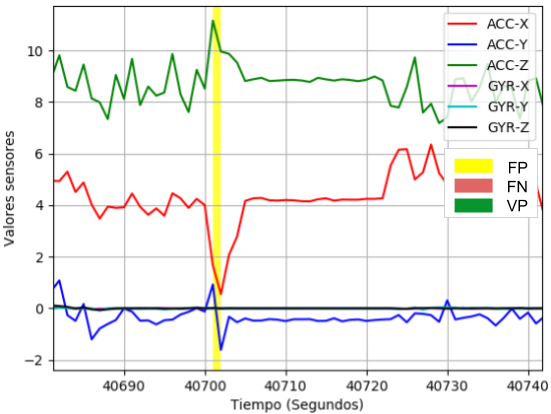 10
8
6
4
2
0
−2
Valores sensores
ACC-X
ACC-Y
ACC-Z
GYR-X
GYR-Y
GYR-Z
FP
FN
VP
40690 40700 40710 40720 40730 40740
Tiempo (Segundos)